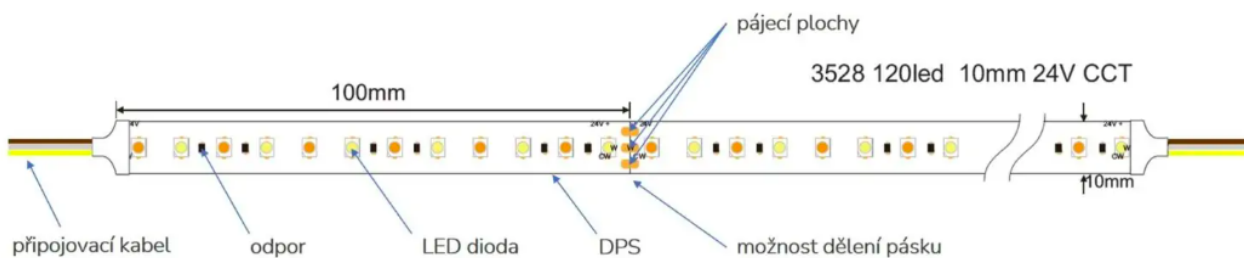 pájecí plochy
3528 120led 10mm 24V CCT
100mm
24V +
24V
24V +
W
W
W
CW
CW
10mm
připojovací kabel
odpor
LED dioda
DPS
možnost dělení pásku